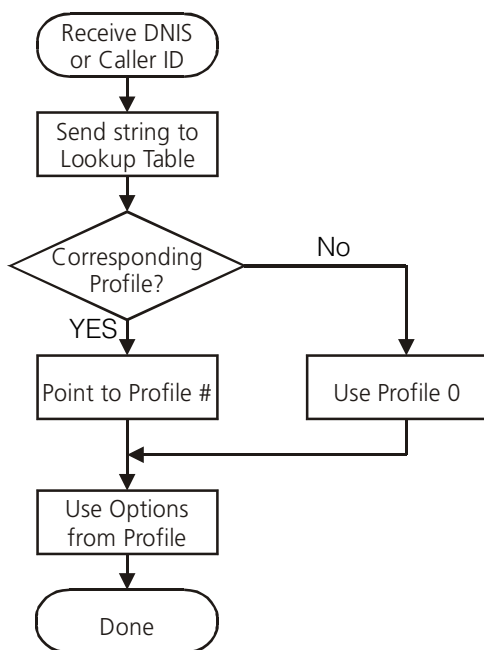 Receive DNIS
or Caller ID
Send string to
Lookup Table
Corresponding
Profile?
No
YES
Point to Profile #
Use Profile 0
Use Options
from Profile
Done